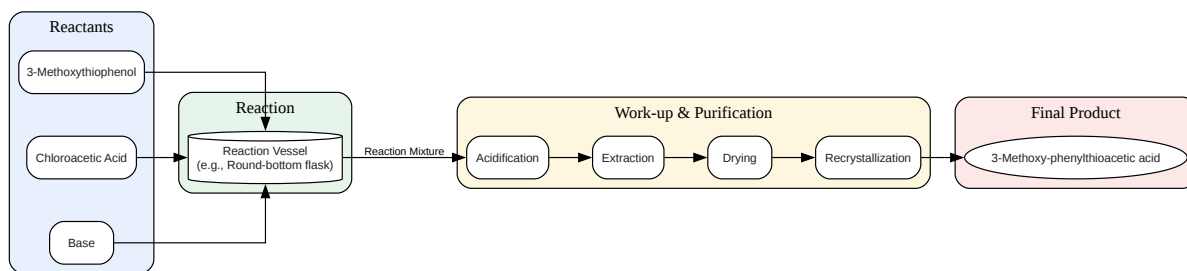 Reactants
3-Methoxythiophenol
Chloroacetic Acid
Base
Reaction
Reaction Vessel
(e.g., Round-bottom flask)
Reaction Mixture
Work-up & Purification
Acidification
Extraction
Drying
Recrystallization
Final Product
3-Methoxy-phenylthioacetic acid